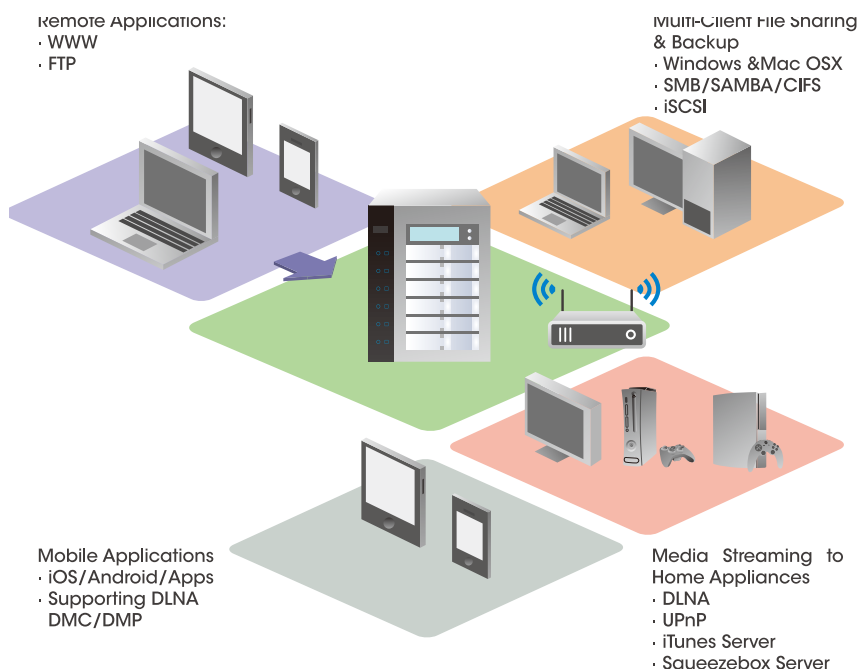 Remote Applications:
· WWW
· FTP
Multi-Client File Sharing
& Backup
· Windows &Mac OSX
· SMB/SAMBA/CIFS
· iSCSI
Mobile Applications
· iOS/Android/Apps
· Supporting DLNA
DMC/DMP
Media Streaming to
Home Appliances
· DLNA
· UPnP
· iTunes Server
· Squeezebox Server